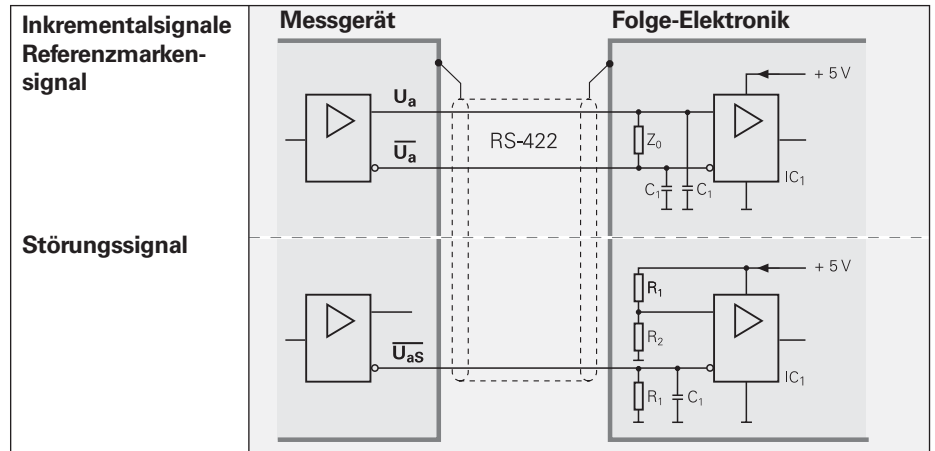 Inkrementalsignale
Referenzmarken-
signal
Messgerät
Folge-Elektronik
+ 5 V
Ua
RS-422
Z0
Ua
C1
C1
IC1
Störungssignal
+ 5 V
R1
R2
UaS
R1
C1
IC1